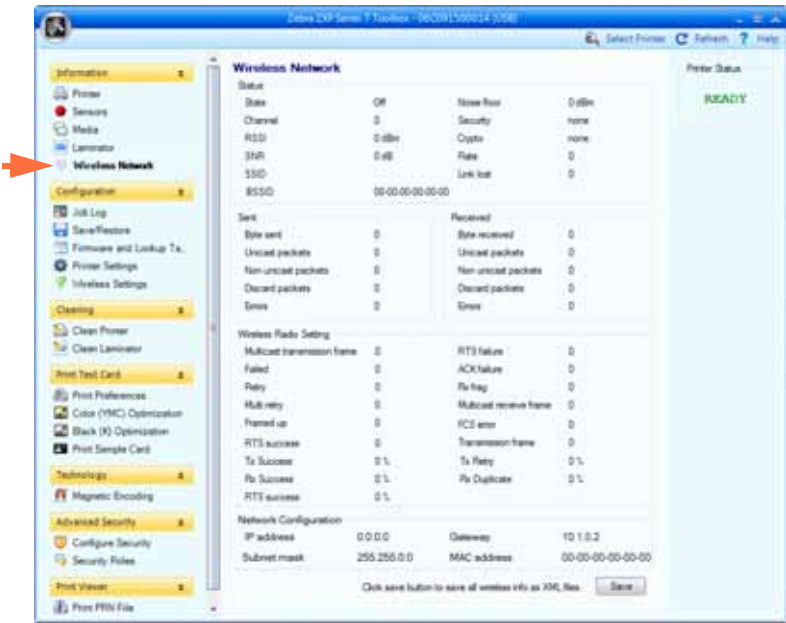 Zebra ZXP Series 7 Toolbox - 06C091500014 (USB)
Select Printer Refresh ? Help
Information
Printer
Sensors
Media
Laminator
Wireless Network
Configuration
Job Log
Save/Restore
Firmware and Lookup Ta..
Printer Settings
Wireless Settings
Cleaning
Clean Printer
Clean Laminator
Print Test Card
Print Preferences
Color (YMC) Optimization
Black (K) Optimization
Print Sample Card
Technology
Magnetic Encoding
Advanced Security
Configure Security
Security Roles
Print Viewer
Print PRN File
Wireless Network
Status
State Off Noise floor 0 dBm
Channel 0 Security none
RSSI 0 dBm Crypto none
SNR 0 dB Rate 0
SSID Link lost 0
BSSID 00-00-00-00-00-00
Sent Received
Byte sent 0 Byte received 0
Unicast packets 0 Unicast packets 0
Non unicast packets 0 Non unicast packets 0
Discard packets 0 Discard packets 0
Errors 0 Errors 0
Wireless Radio Setting
Multicast transmission frame 0 RTS failure 0
Failed 0 ACK failure 0
Retry 0 Rx frag 0
Multi retry 0 Multicast receive frame 0
Framed up 0 FCS error 0
RTS success 0 Transmission frame 0
Tx Success 0 % Tx Retry 0 %
Rx Success 0 % Rx Duplicate 0 %
RTS success 0 %
Network Configuration
IP address 0.0.0.0 Gateway 10.1.0.2
Subnet mask 255.255.0.0 MAC address 00-00-00-00-00-00
Click save button to save all wireless info as XML files. Save
Printer Status
READY